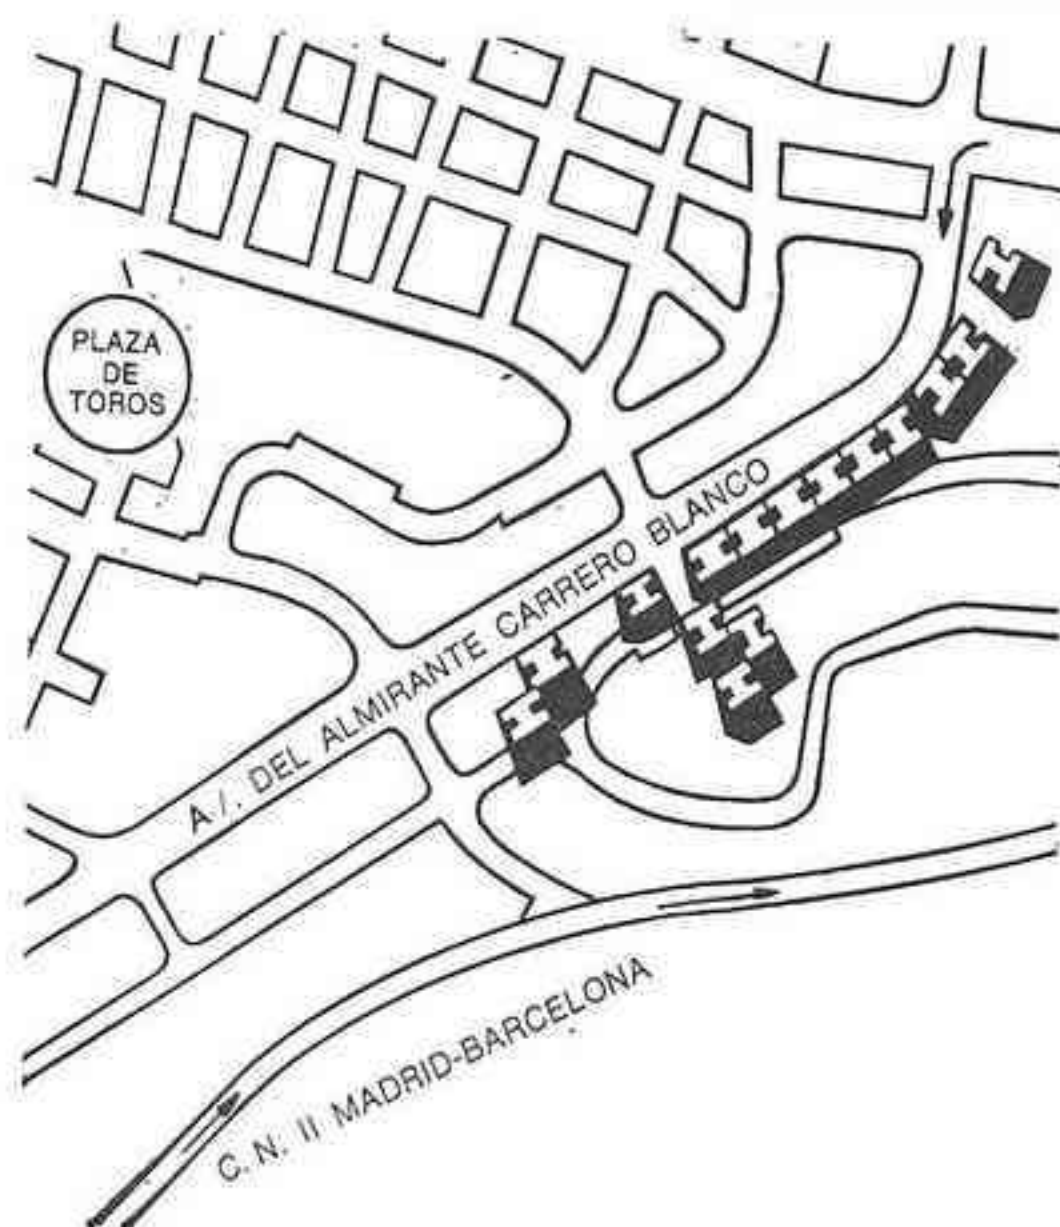 PLAZA
DE
TOROS
A./. DEL ALMIRANTE CARRERO BLANCO
C. N. II MADRID-BARCELONA